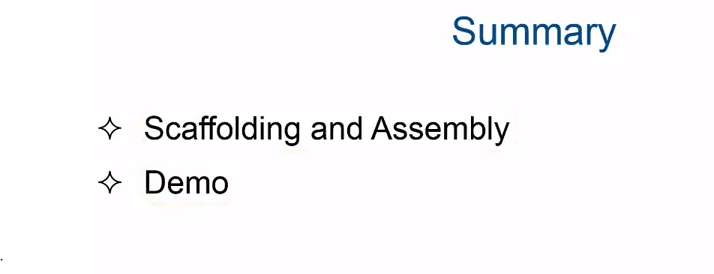 Summary
✧ Scaffolding and Assembly
✧ Demo